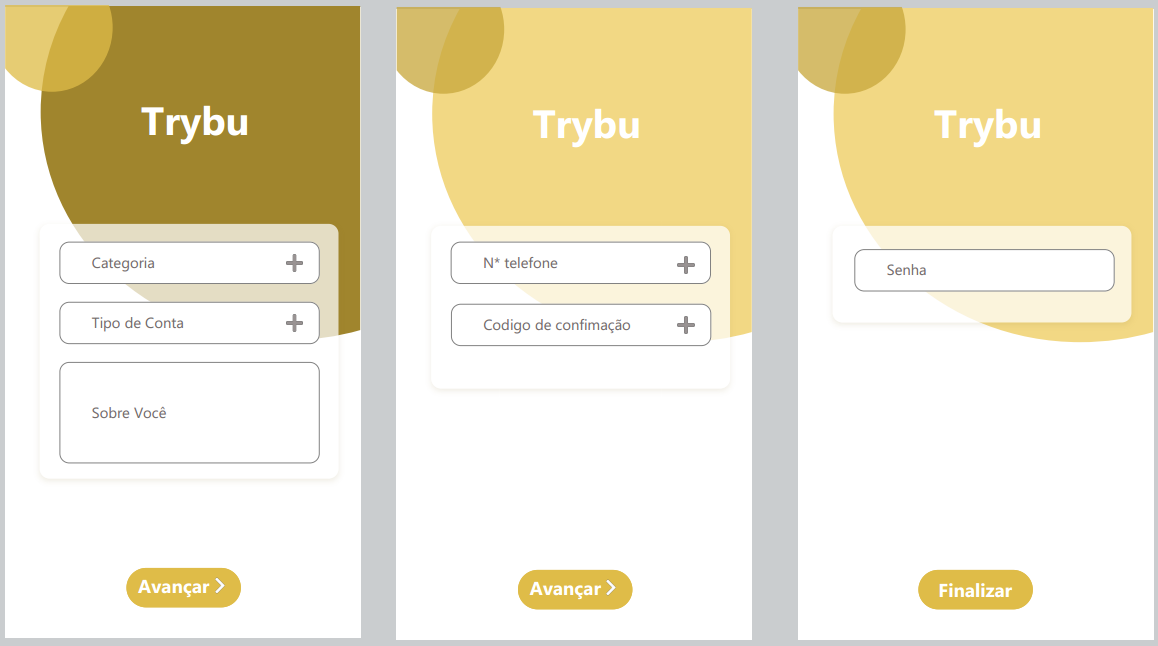 Trybu
Categoria
Tipo de Conta
Sobre Você
Avançar
Trybu
N* telefone
Codigo de confimação
Avançar
Trybu
Senha
Finalizar